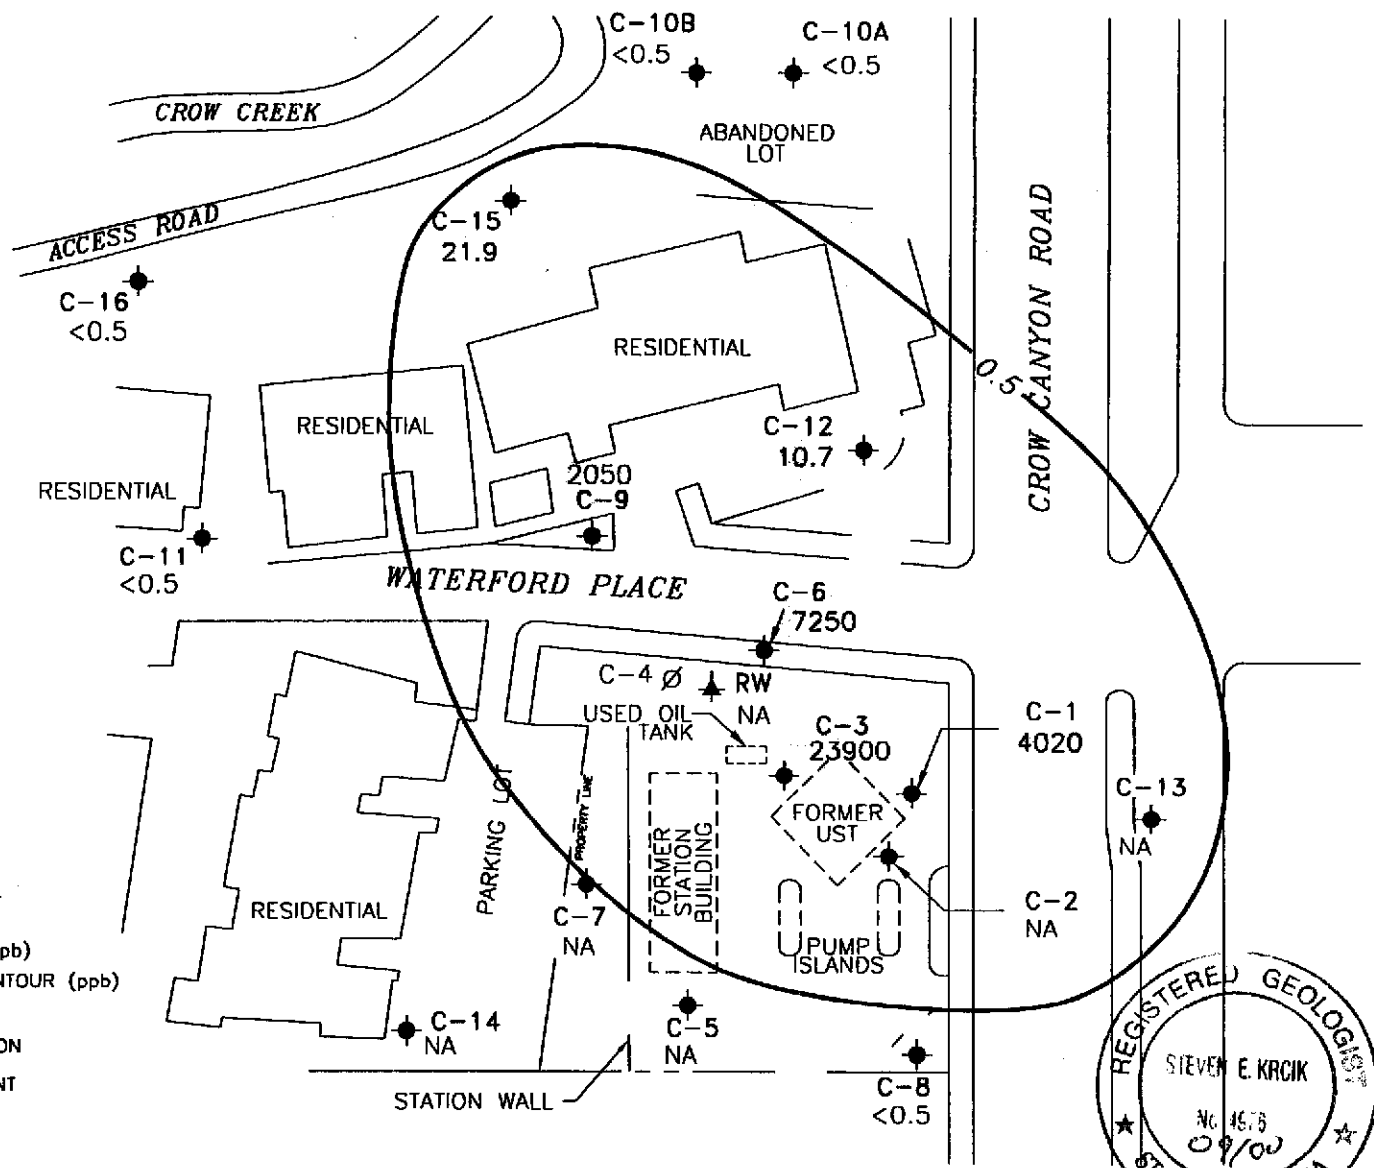 C-10B
<0.5
C-10A
<0.5
CROW CREEK
ABANDONED
LOT
ACCESS ROAD
C-15
21.9
C-16
<0.5
CROW CANYON ROAD
RESIDENTIAL
0.5
RESIDENTIAL
C-12
10.7
RESIDENTIAL
2050
C-9
C-11
<0.5
WATERFORD PLACE
C-6
7250
C-4 Ø
RW
NA
USED OIL
TANK
C-3
23900
C-1
4020
C-13
NA
PROPERTY LINE
PARKING LOT
FORMER
UST
FORMER
STATION
BUILDING
RESIDENTIAL
C-7
NA
C-2
NA
PUMP
ISLANDS
pb)
NTOUR (ppb)
C-14
NA
C-5
NA
ON
NT
STATION WALL
C-8
<0.5
REGISTERED GEOLOGIST
STEVEN E. KRCIK
09/00